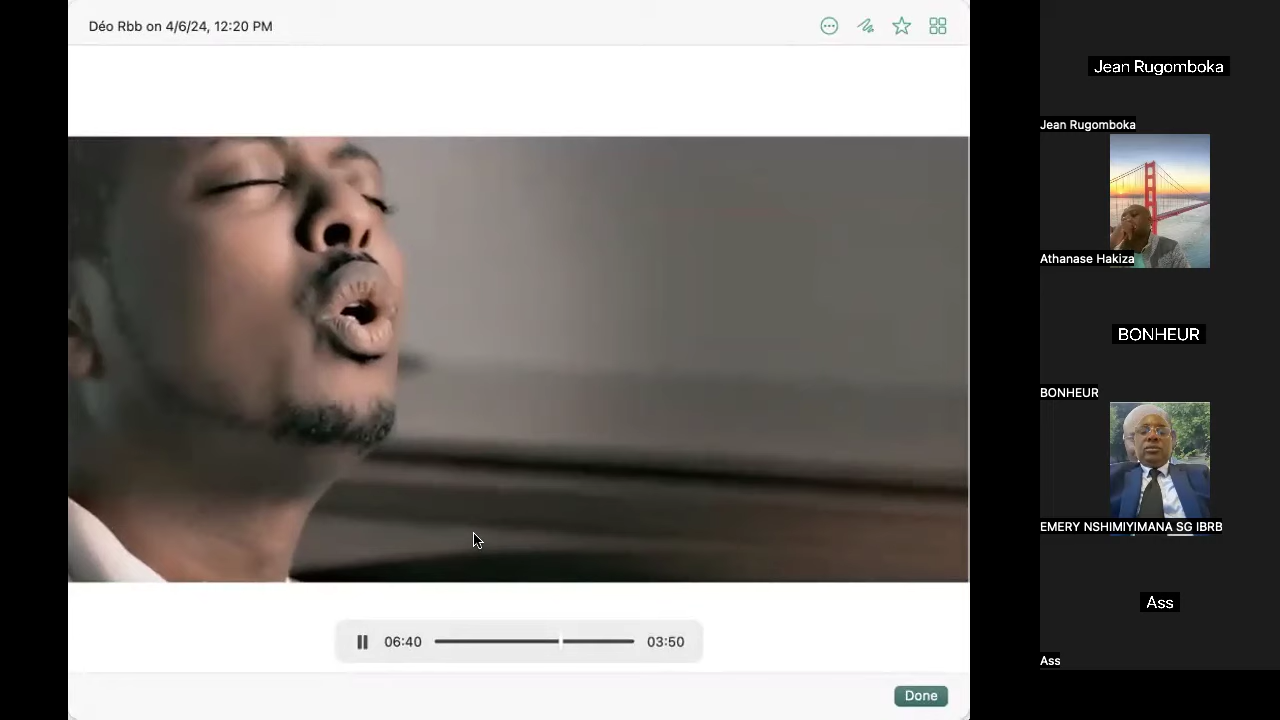 Déo Rbb on 4/6/24, 12:20 PM
06:40
03:50
Done
Jean Rugomboka
Jean Rugomboka
Athanase Hakiza
BONHEUR
BONHEUR
EMERY NSHIMIYIMANA SG IBRB
Ass
Ass